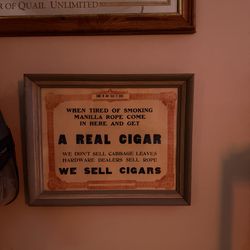 R OF QUAIL UNLIMITED
WHEN TIRED OF SMOKING
MANILLA ROPE COME
IN HERE AND GET
A REAL CIGAR
WE DON'T SELL CABBAGE LEAVES
HARDWARE DEALERS SELL ROPE
WE SELL CIGARS